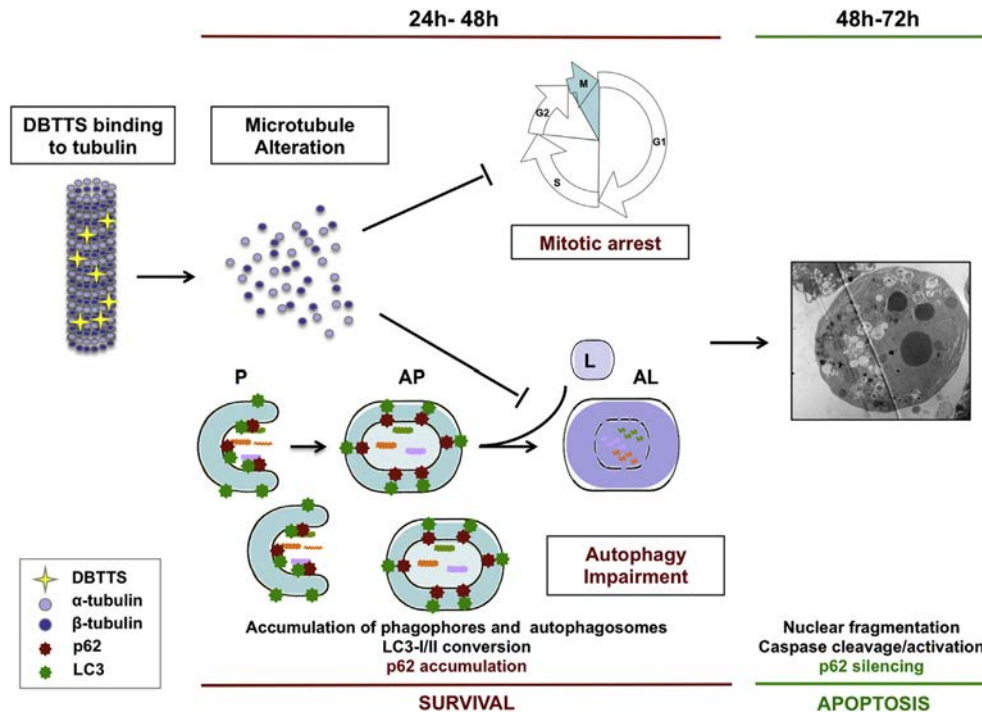 24h- 48h
48h-72h
DBTTS binding
to tubulin
Microtubule
Alteration
M
G2
G1
S
Mitotic arrest
P
AP
L
AL
Autophagy
Impairment
DBTTS
α-tubulin
β-tubulin
p62
LC3
Accumulation of phagophores and autophagosomes
LC3-I/II conversion
p62 accumulation
Nuclear fragmentation
Caspase cleavage/activation
p62 silencing
SURVIVAL
APOPTOSIS